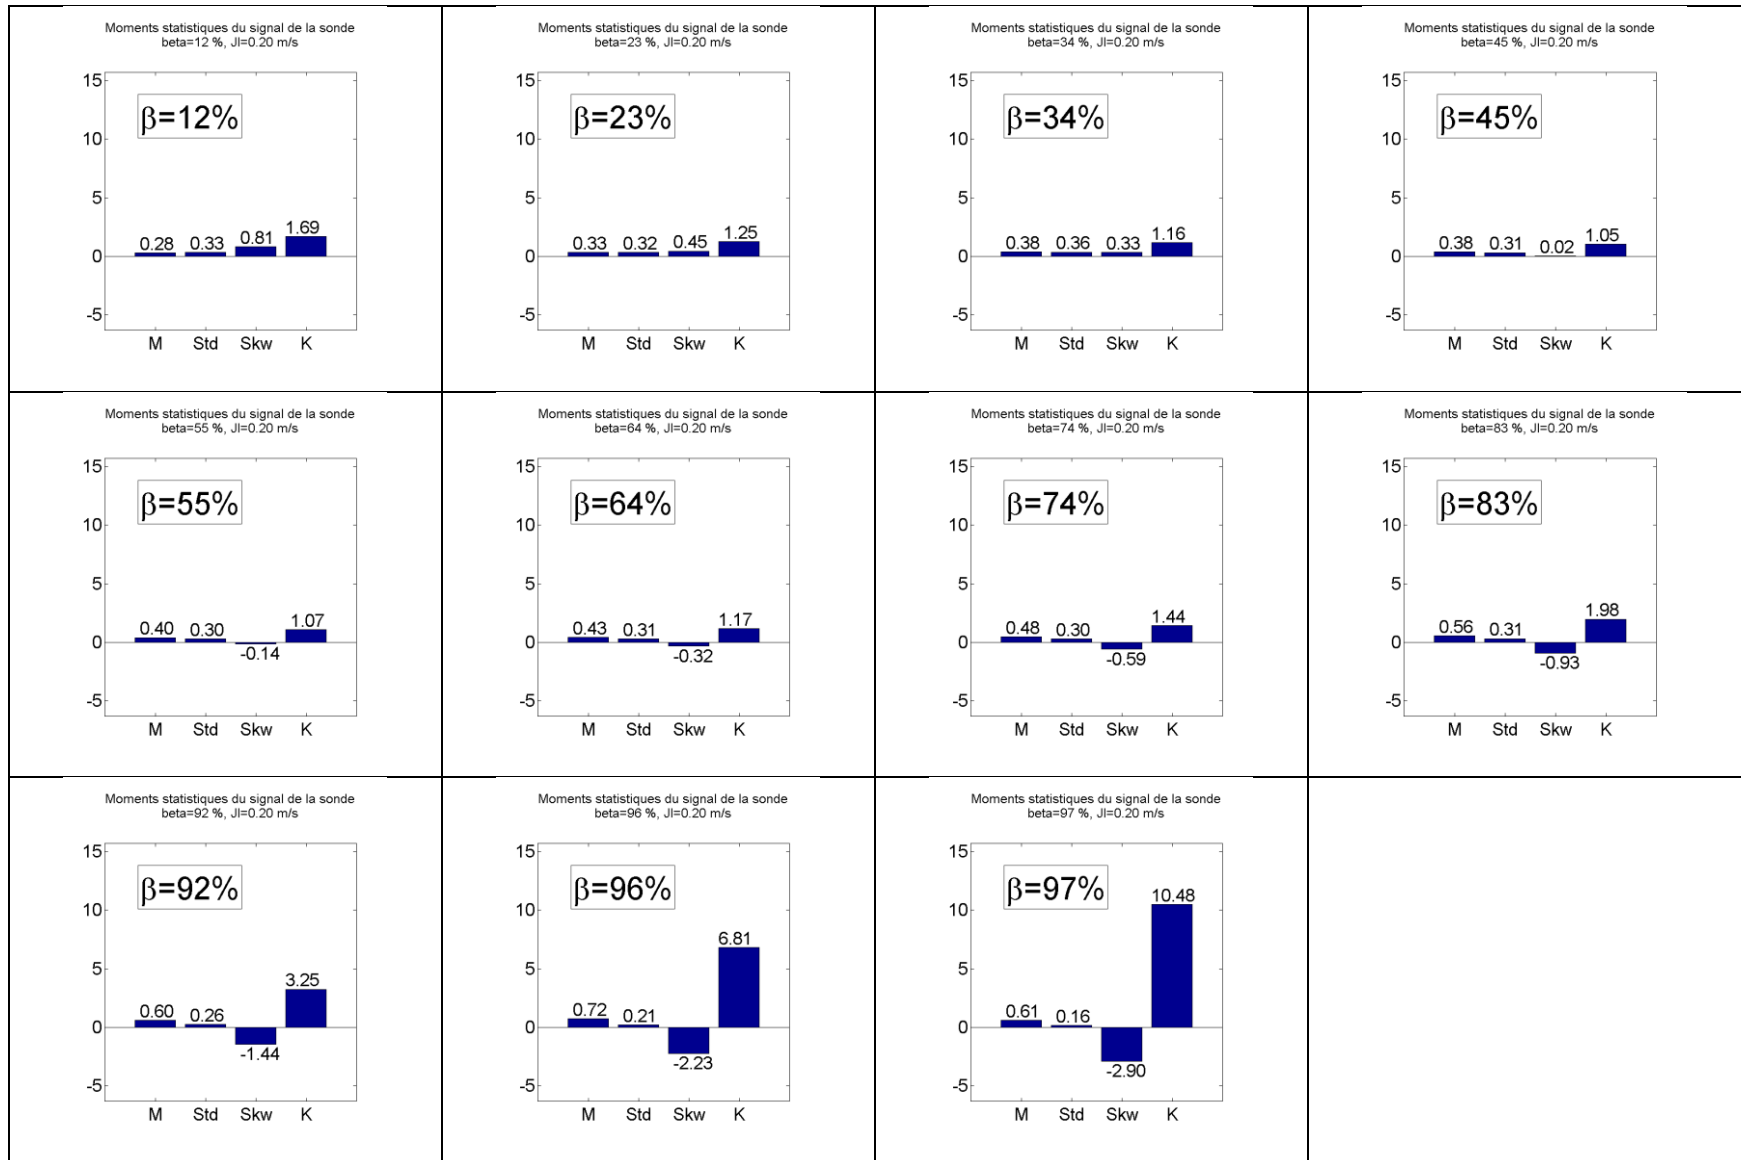 Moments statistiques du signal de la sonde
beta=12 %, Jl=0.20 m/s
15
β=12%
10
5
0.28 0.33 0.81 1.69
0
-5
M Std Skw K
Moments statistiques du signal de la sonde
beta=23 %, Jl=0.20 m/s
15
β=23%
10
5
0.33 0.32 0.45 1.25
0
-5
M Std Skw K
Moments statistiques du signal de la sonde
beta=34 %, Jl=0.20 m/s
15
β=34%
10
5
0.38 0.36 0.33 1.16
0
-5
M Std Skw K
Moments statistiques du signal de la sonde
beta=45 %, Jl=0.20 m/s
15
β=45%
10
5
0.38 0.31 0.02 1.05
0
-5
M Std Skw K
Moments statistiques du signal de la sonde
beta=55 %, Jl=0.20 m/s
15
β=55%
10
5
0.40 0.30 1.07
0
-0.14
-5
M Std Skw K
Moments statistiques du signal de la sonde
beta=64 %, Jl=0.20 m/s
15
β=64%
10
5
0.43 0.31 1.17
0
-0.32
-5
M Std Skw K
Moments statistiques du signal de la sonde
beta=74 %, Jl=0.20 m/s
15
β=74%
10
5
0.48 0.30 1.44
0
-0.59
-5
M Std Skw K
Moments statistiques du signal de la sonde
beta=83 %, Jl=0.20 m/s
15
β=83%
10
5
0.56 0.31 1.98
0
-0.93
-5
M Std Skw K
Moments statistiques du signal de la sonde
beta=92 %, Jl=0.20 m/s
15
β=92%
10
5
3.25
0.60 0.26
0
-1.44
-5
M Std Skw K
Moments statistiques du signal de la sonde
beta=96 %, Jl=0.20 m/s
15
β=96%
10
6.81
5
0.72 0.21
0
-2.23
-5
M Std Skw K
Moments statistiques du signal de la sonde
beta=97 %, Jl=0.20 m/s
15
β=97%
10.48
10
5
0.61 0.16
0
-2.90
-5
M Std Skw K